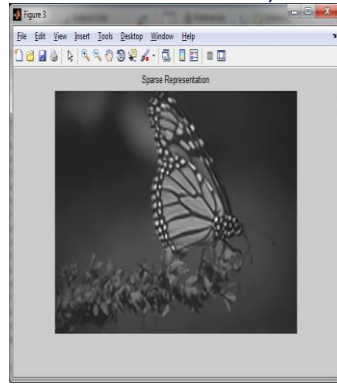 Figure 3
File Edit View Insert Tools Desktop Window Help
Sparse Representation